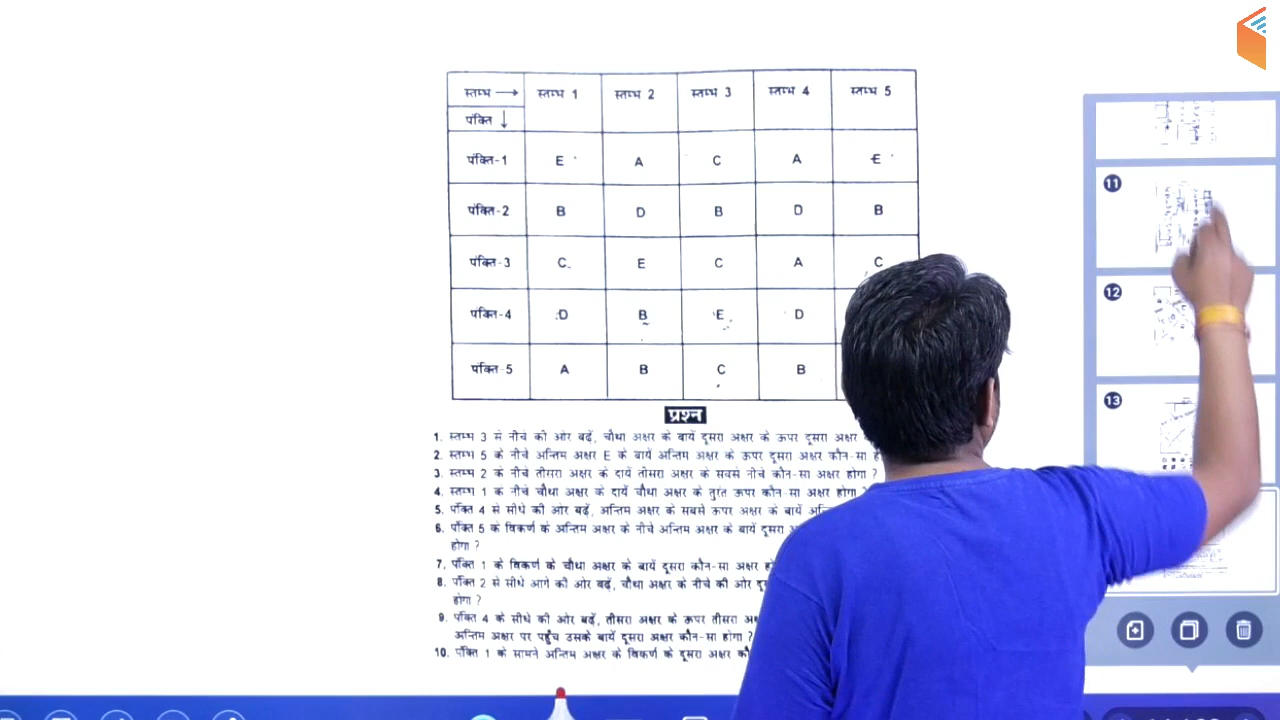 स्तम्भ → स्तम्भ 1 स्तम्भ 2 स्तम्भ 3 स्तम्भ 4 स्तम्भ 5
पंक्ति ↓
पंक्ति-1 E A C A E
पंक्ति-2 B D B D B
पंक्ति-3 C E C A C
पंक्ति-4 D B E D
पंक्ति-5 A B C B
प्रश्न
1. स्तम्भ 3 से नीचे की ओर बढ़ें, चौथा अक्षर के बायें दूसरा अक्षर के ऊपर दूसरा अक्षर
2. स्तम्भ 5 के नीचे अन्तिम अक्षर E के बायें अन्तिम अक्षर के ऊपर दूसरा अक्षर कौन-सा
3. स्तम्भ 2 के नीचे तीसरा अक्षर के दायें तीसरा अक्षर के सबसे नीचे कौन-सा अक्षर होगा ?
4. स्तम्भ 1 के नीचे चौथा अक्षर के दायें चौथा अक्षर के तुरंत ऊपर कौन-सा अक्षर होगा
5. पंक्ति 4 से सीधे की ओर बढ़ें, अन्तिम अक्षर के सबसे ऊपर अक्षर के बायें
6. पंक्ति 5 के विकर्ण के अन्तिम अक्षर के नीचे अन्तिम अक्षर के बायें दूसरा
होगा ?
7. पंक्ति 1 के विकर्ण के चौथा अक्षर के बायें दूसरा कौन-सा अक्षर
8. पंक्ति 2 से सीधे आगे की ओर बढ़ें, चौथा अक्षर के नीचे की ओर
होगा ?
9. पंक्ति 4 के सीधे की ओर बढ़ें, तीसरा अक्षर के ऊपर तीसरा
अन्तिम अक्षर पर पहुँच उसके बायें दूसरा अक्षर कौन-सा होगा ?
10. पंक्ति 1 के सामने अन्तिम अक्षर के विकर्ण के दूसरा अक्षर
11
12
13